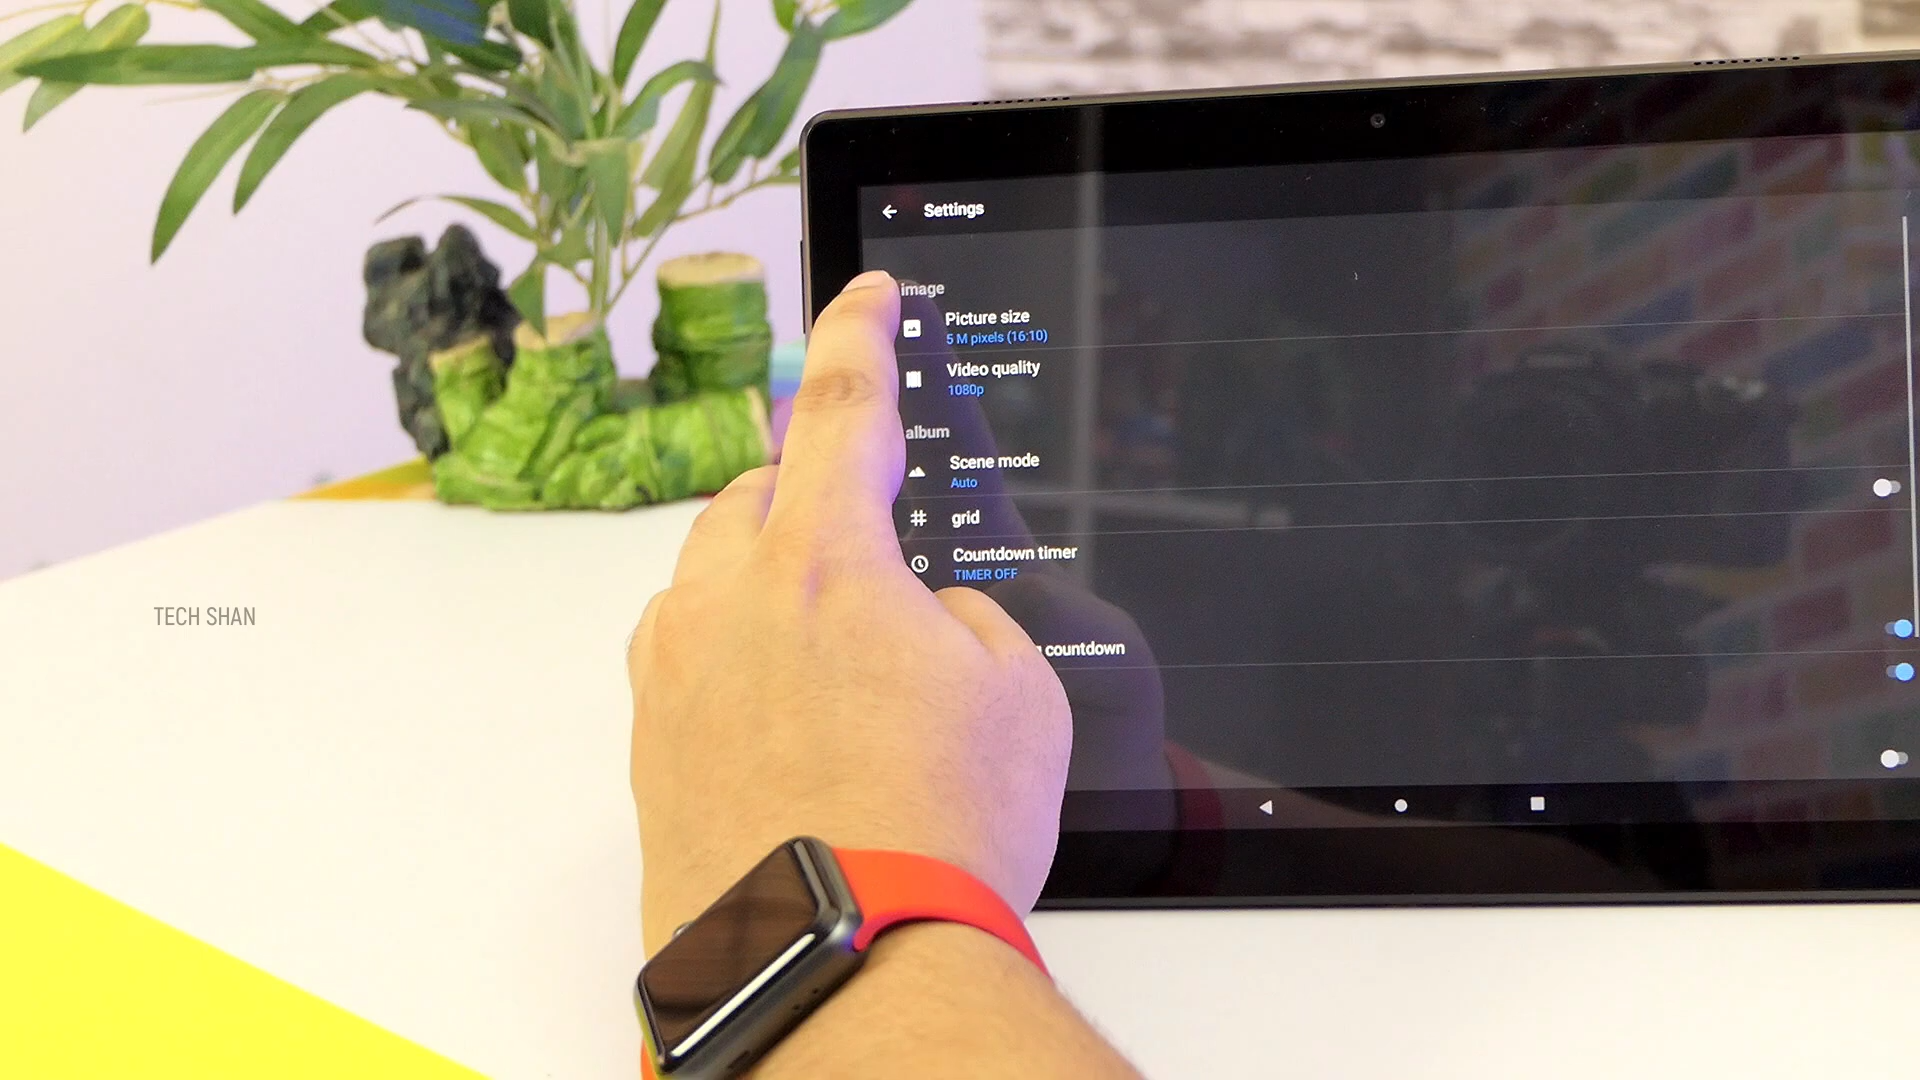 Settings
image
Picture size
5 M pixels (16:10)
Video quality
1080p
album
Scene mode
Auto
grid
Countdown timer
TIMER OFF
countdown
TECH SHAN